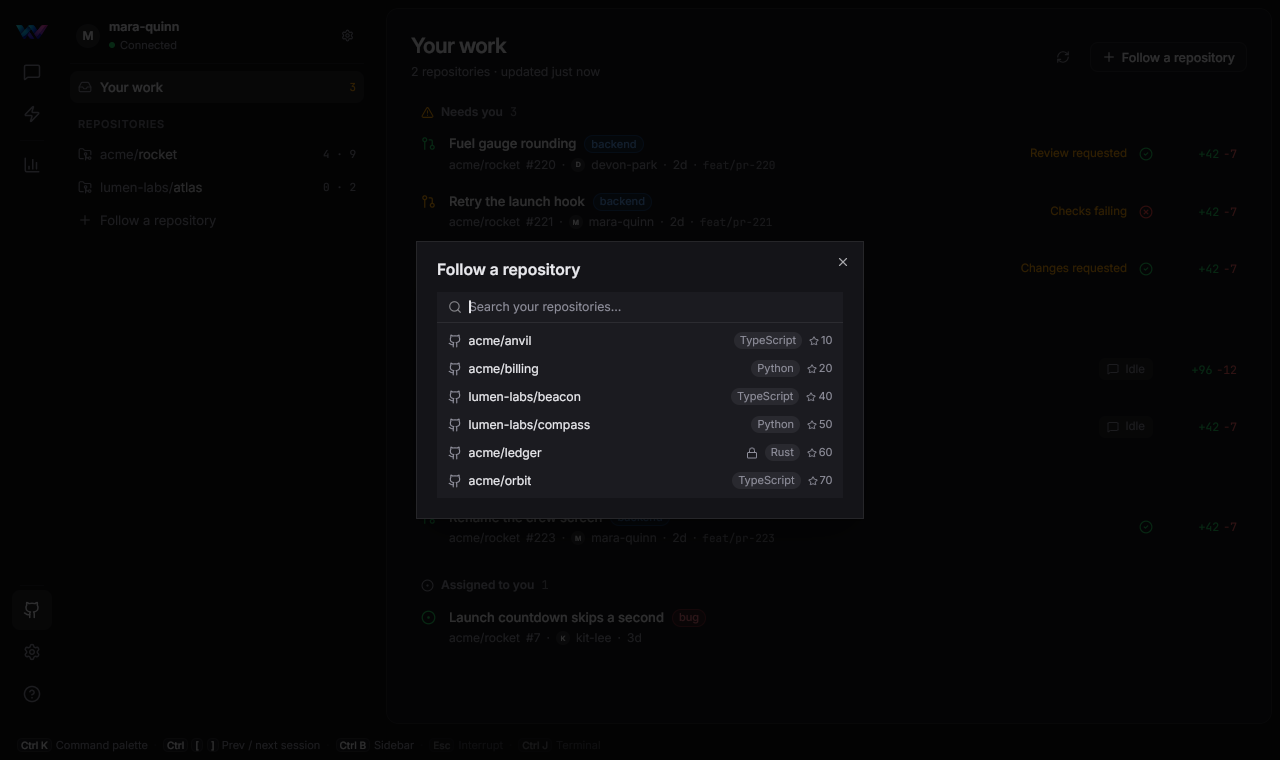 mara-quinn
M
Connected
Your work 3
REPOSITORIES
acme/rocket 4 · 9
lumen-labs/atlas 0 · 2
Follow a repository
Your work
2 repositories · updated just now
Follow a repository
Needs you 3
Fuel gauge rounding backend
acme/rocket #220 · D devon-park · 2d · feat/pr-220
Review requested +42 -7
Retry the launch hook backend
acme/rocket #221 · M mara-quinn · 2d · feat/pr-221
Checks failing +42 -7
Changes requested +42 -7
Follow a repository
Search your repositories...
acme/anvil TypeScript 10
acme/billing Python 20
lumen-labs/beacon TypeScript 40
lumen-labs/compass Python 50
acme/ledger Rust 60
acme/orbit TypeScript 70
Idle +96 -12
Idle +42 -7
Rename the crew screen
acme/rocket #223 · M mara-quinn · 2d · feat/pr-223
+42 -7
Assigned to you 1
Launch countdown skips a second bug
acme/rocket #7 · K kit-lee · 3d
Ctrl K Command palette Ctrl [ ] Prev / next session Ctrl B Sidebar Esc Interrupt Ctrl J Terminal